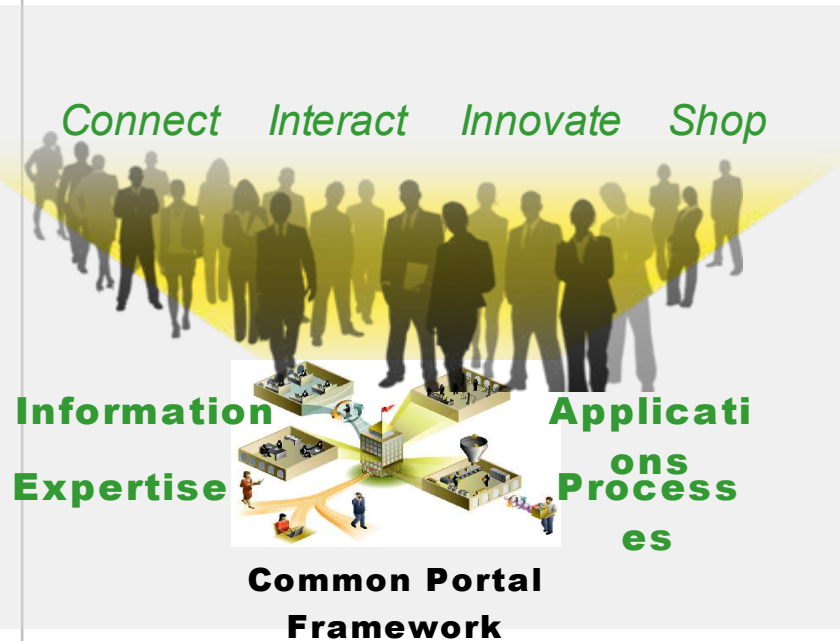 Connect Interact Innovate Shop
Information
Applicati
ons
Expertise
Process
es
Common Portal
Framework